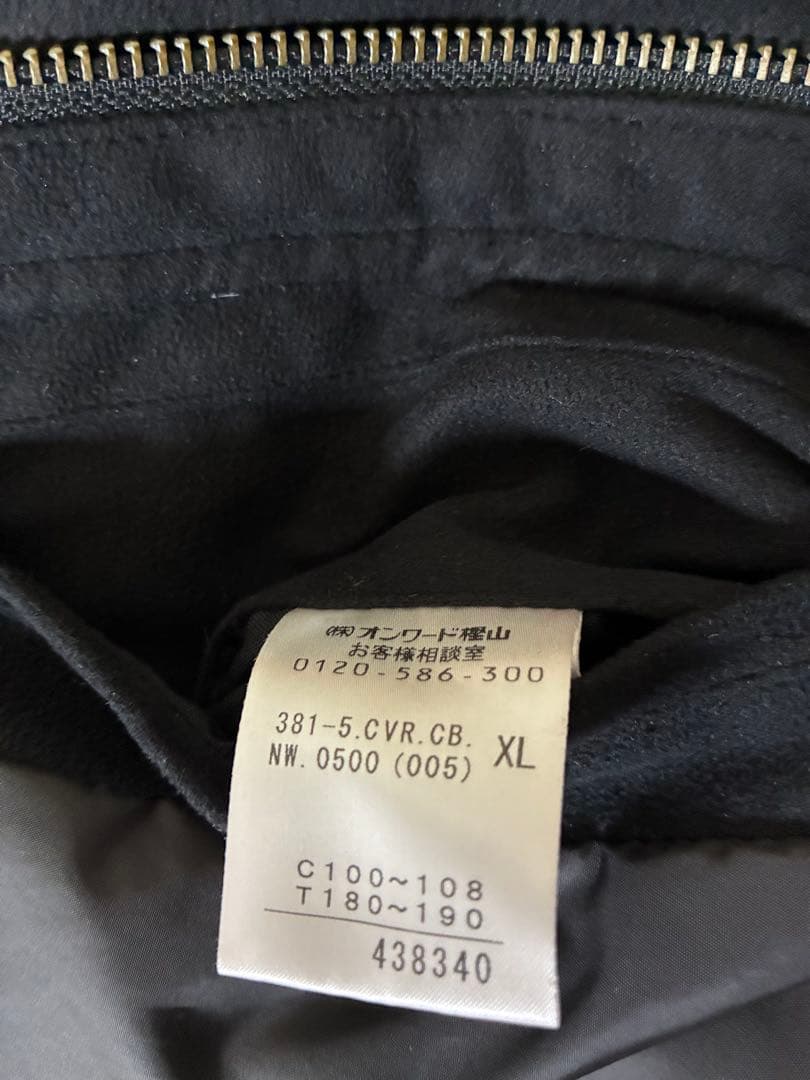 ㈱オンワード樫山
お客様相談室
0120-586-300
381-5.CVR.CB. XL
NW. 0500 (005)
C100~108
T180~190
438340